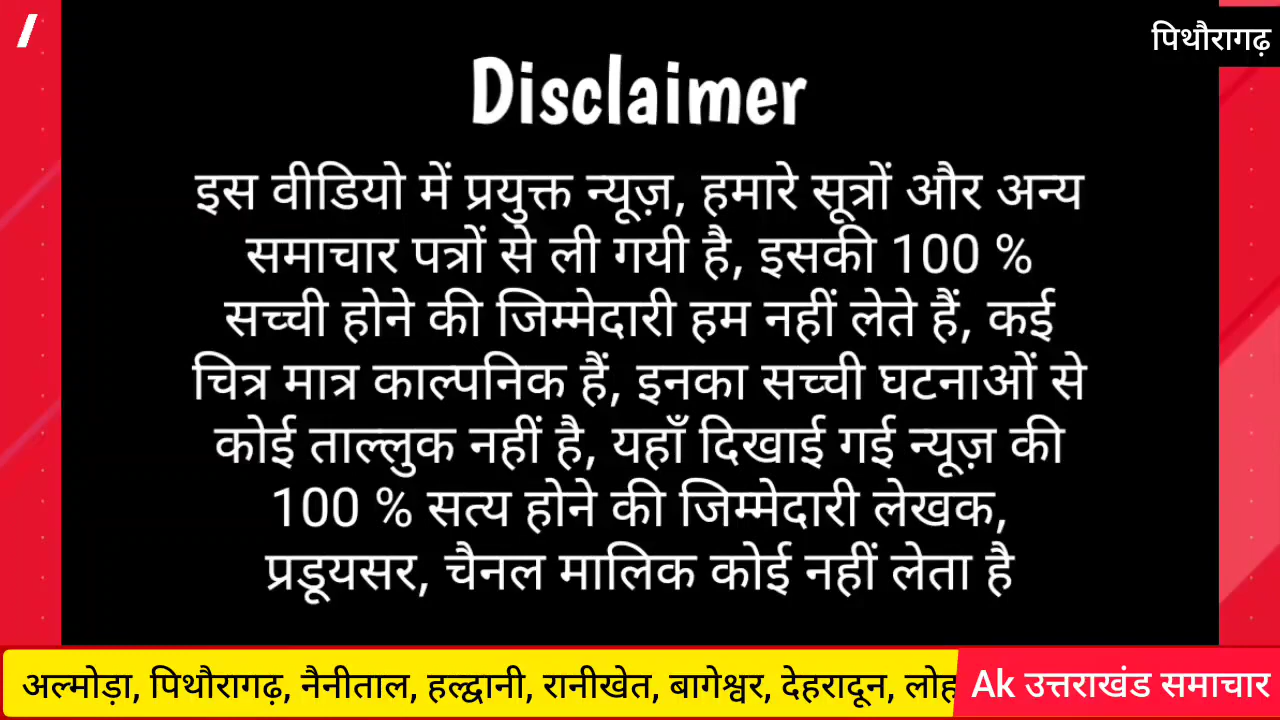 पिथौरागढ़
Disclaimer
इस वीडियो में प्रयुक्त न्यूज़, हमारे सूत्रों और अन्य
समाचार पत्रों से ली गयी है, इसकी 100 %
सच्ची होने की जिम्मेदारी हम नहीं लेते हैं, कई
चित्र मात्र काल्पनिक हैं, इनका सच्ची घटनाओं से
कोई ताल्लुक नहीं है, यहाँ दिखाई गई न्यूज़ की
100 % सत्य होने की जिम्मेदारी लेखक,
प्रडूयसर, चैनल मालिक कोई नहीं लेता है
अल्मोड़ा, पिथौरागढ़, नैनीताल, हल्द्वानी, रानीखेत, बागेश्वर, देहरादून, लोह
Ak उत्तराखंड समाचार